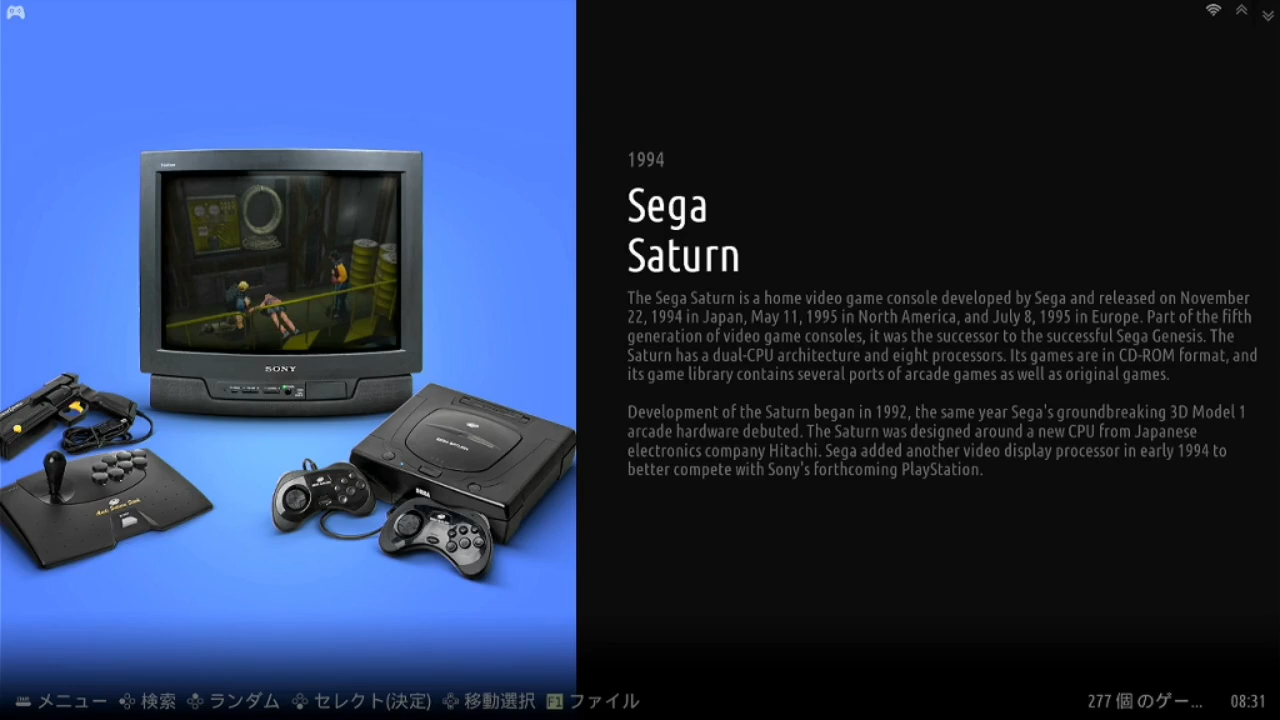 1994
Sega
Saturn
The Sega Saturn is a home video game console developed by Sega and released on November
22, 1994 in Japan, May 11, 1995 in North America, and July 8, 1995 in Europe. Part of the fifth
generation of video game consoles, it was the successor to the successful Sega Genesis. The
Saturn has a dual-CPU architecture and eight processors. Its games are in CD-ROM format, and
its game library contains several ports of arcade games as well as original games.
Development of the Saturn began in 1992, the same year Sega's groundbreaking 3D Model 1
arcade hardware debuted. The Saturn was designed around a new CPU from Japanese
electronics company Hitachi. Sega added another video display processor in early 1994 to
better compete with Sony's forthcoming PlayStation.
SONY
SEGA SATURN
SEGA
メニュー 検索 ランダム セレクト(決定) 移動選択 F1 ファイル
277 個 のゲー... 08:31